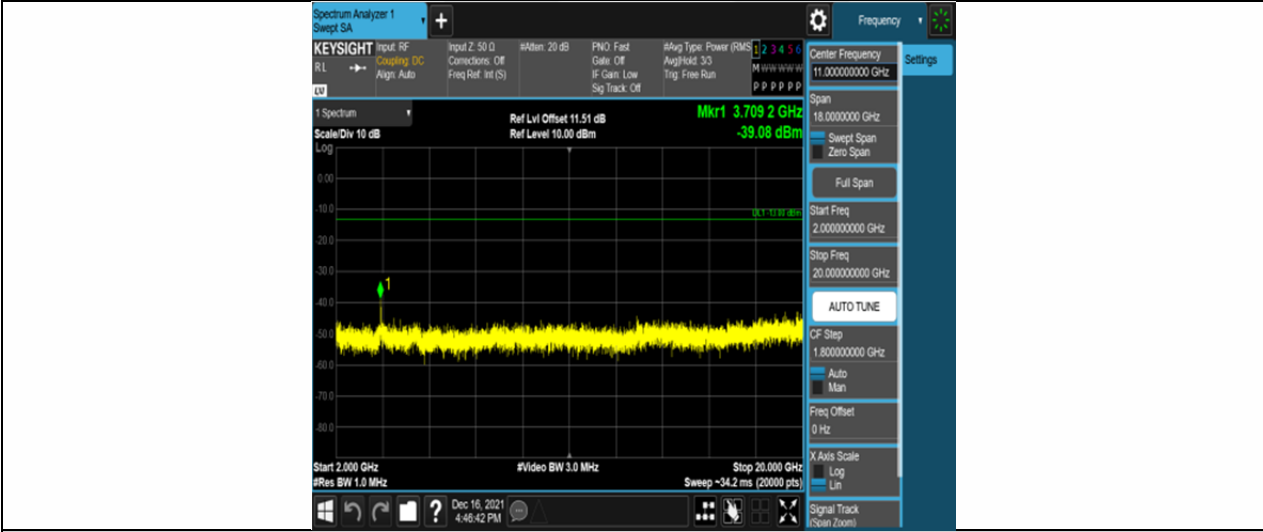 Spectrum Analyzer 1
Swept SA
+
Frequency
KEYSIGHT
RL
LV
Input: RF
Coupling: DC
Align: Auto
Input Z: 50 Ω
Corrections: Off
Freq Ref: Int (S)
#Atten: 20 dB
PNO: Fast
Gate: Off
IF Gain: Low
Sig Track: Off
#Avg Type: Power (RMS
Avg|Hold: 3/3
Trig: Free Run
1 2 3 4 5 6
M W W W W W
P P P P P P
1 Spectrum
Scale/Div 10 dB
Log
Ref Lvl Offset 11.51 dB
Ref Level 10.00 dBm
Mkr1 3.709 2 GHz
-39.08 dBm
0.00
-10.0
DL1 -13.00 dBm
-20.0
-30.0
1
-40.0
-50.0
-60.0
-70.0
-80.0
Start 2.000 GHz
#Res BW 1.0 MHz
#Video BW 3.0 MHz
Stop 20.000 GHz
Sweep ~34.2 ms (20000 pts)
?
Dec 16, 2021
4:46:42 PM
Center Frequency
11.000000000 GHz
Settings
Span
18.0000000 GHz
Swept Span
Zero Span
Full Span
Start Freq
2.000000000 GHz
Stop Freq
20.000000000 GHz
AUTO TUNE
CF Step
1.800000000 GHz
Auto
Man
Freq Offset
0 Hz
X Axis Scale
Log
Lin
Signal Track
(Span Zoom)